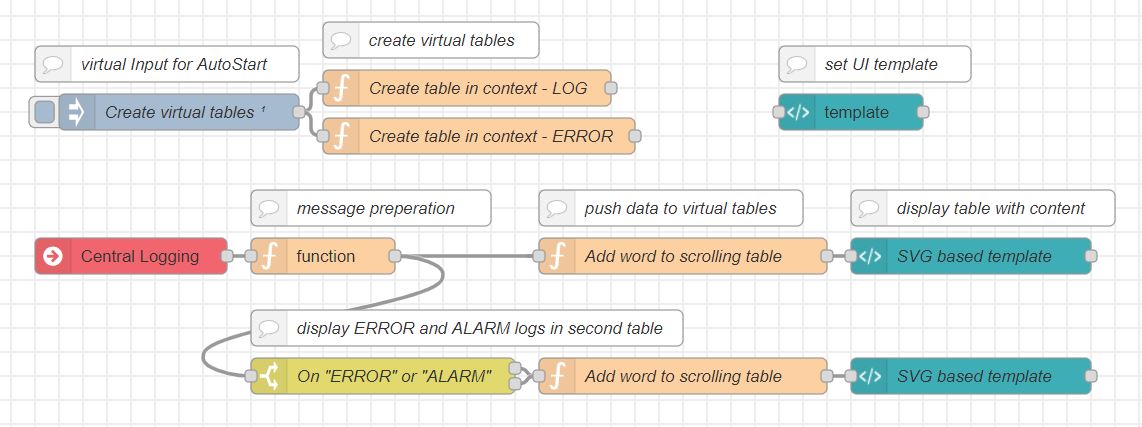 create virtual tables
virtual Input for AutoStart
set UI template
Create table in context - LOG
Create virtual tables ¹
template
Create table in context - ERROR
message preperation
push data to virtual tables
display table with content
Central Logging
function
Add word to scrolling table
SVG based template
display ERROR and ALARM logs in second table
On "ERROR" or "ALARM"
Add word to scrolling table
SVG based template